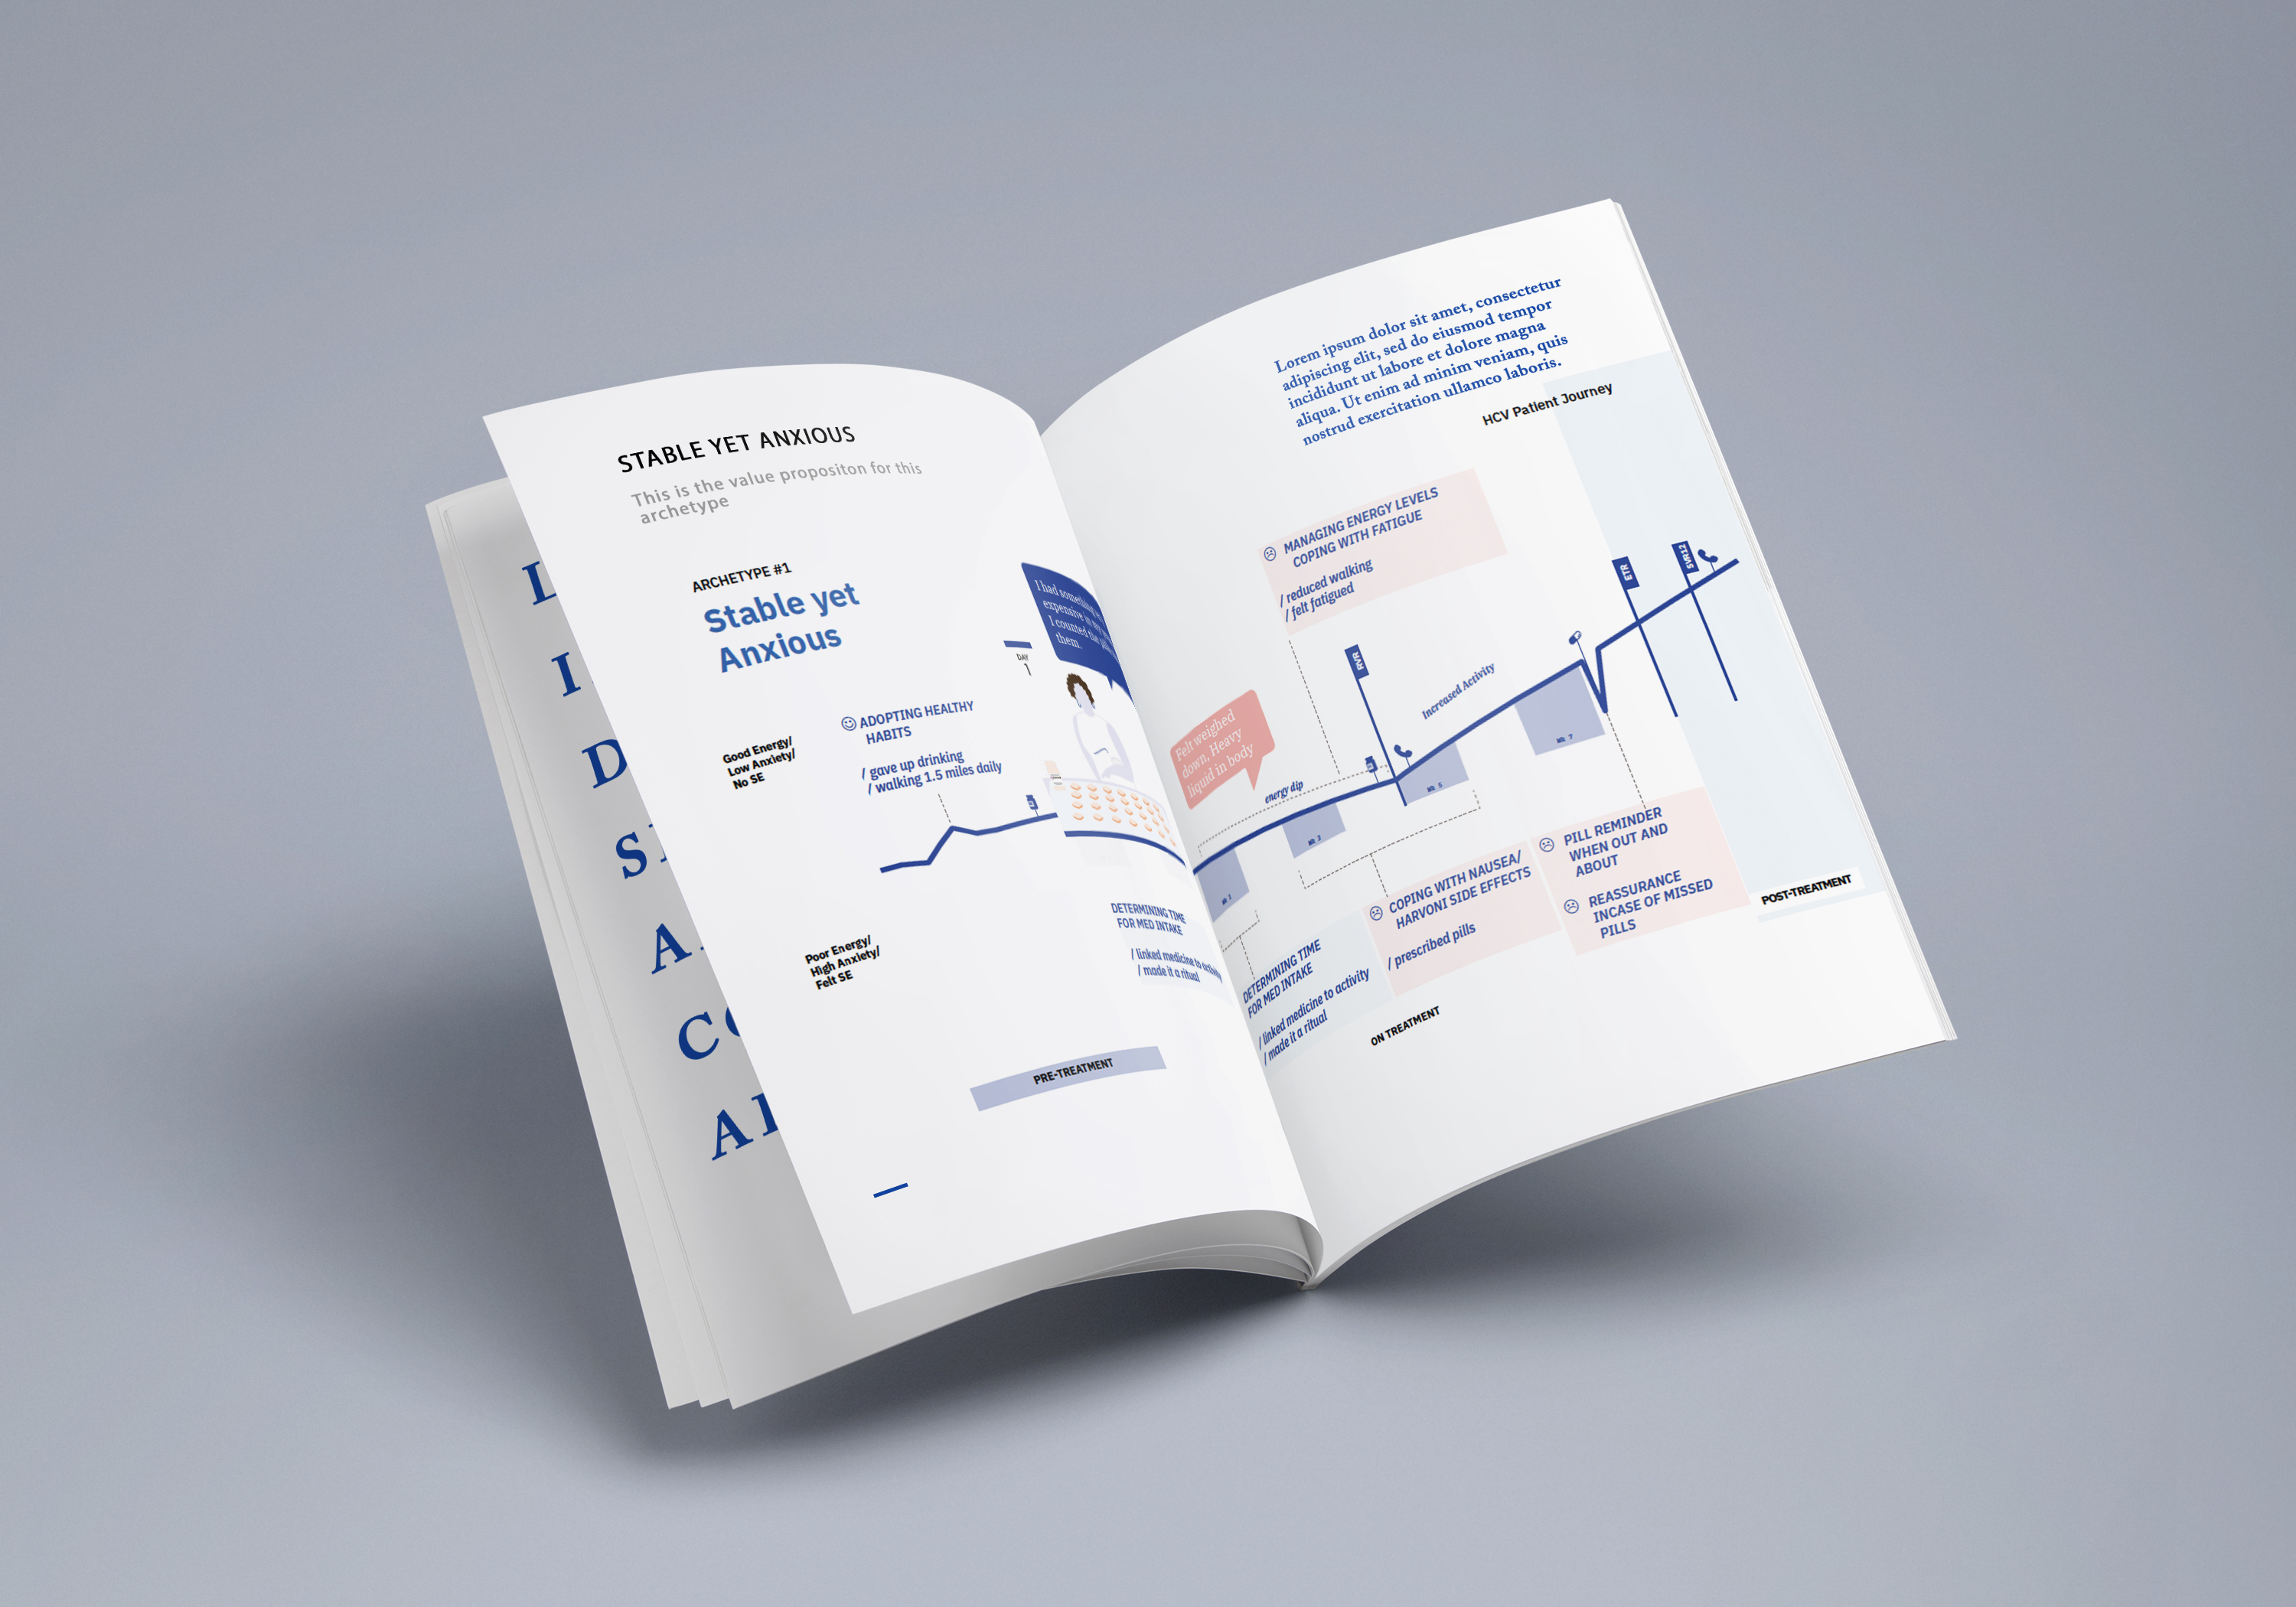 L
I
D
S
A
C
A
STABLE YET ANXIOUS
This is the value propositon for this
archetype
ARCHETYPE #1
Stable yet
Anxious
Good Energy/
Low Anxiety/
No SE
ADOPTING HEALTHY
HABITS
/ gave up drinking
/ walking 1.5 miles daily
DAY
1
I had
expensive in
I counted the
them.
Poor Energy/
High Anxiety/
Felt SE
DETERMINING TIME
FOR MED INTAKE
/ linked medicine to activity
/ made it a ritual
PRE-TREATMENT
Lorem ipsum dolor sit amet, consectetur
adipiscing elit, sed do eiusmod tempor
incididunt ut labore et dolore magna
aliqua. Ut enim ad minim veniam, quis
nostrud exercitation ullamco laboris.
HCV Patient Journey
MANAGING ENERGY LEVELS
COPING WITH FATIGUE
/ reduced walking
/ felt fatigued
Felt weighed
down. Heavy
liquid in body
energy dip
RVR
Increased Activity
ETR
SVR12
WK 3
WK 5
WK 7
DETERMINING TIME
FOR MED INTAKE
/ linked medicine to activity
/ made it a ritual
COPING WITH NAUSEA/
HARVONI SIDE EFFECTS
/ prescribed pills
PILL REMINDER
WHEN OUT AND
ABOUT
REASSURANCE
INCASE OF MISSED
PILLS
ON TREATMENT
POST-TREATMENT